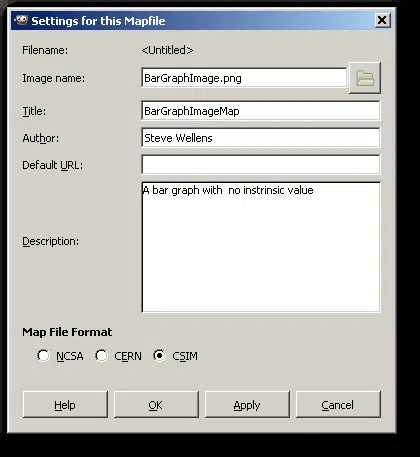 Settings for this Mapfile
Filename: <Untitled>
Image name: BarGraphImage.png
Title: BarGraphImageMap
Author: Steve Wellens
Default URL:
A bar graph with  no instrinsic value
Description:
Map File Format
NCSA CERN CSIM
Help OK Apply Cancel